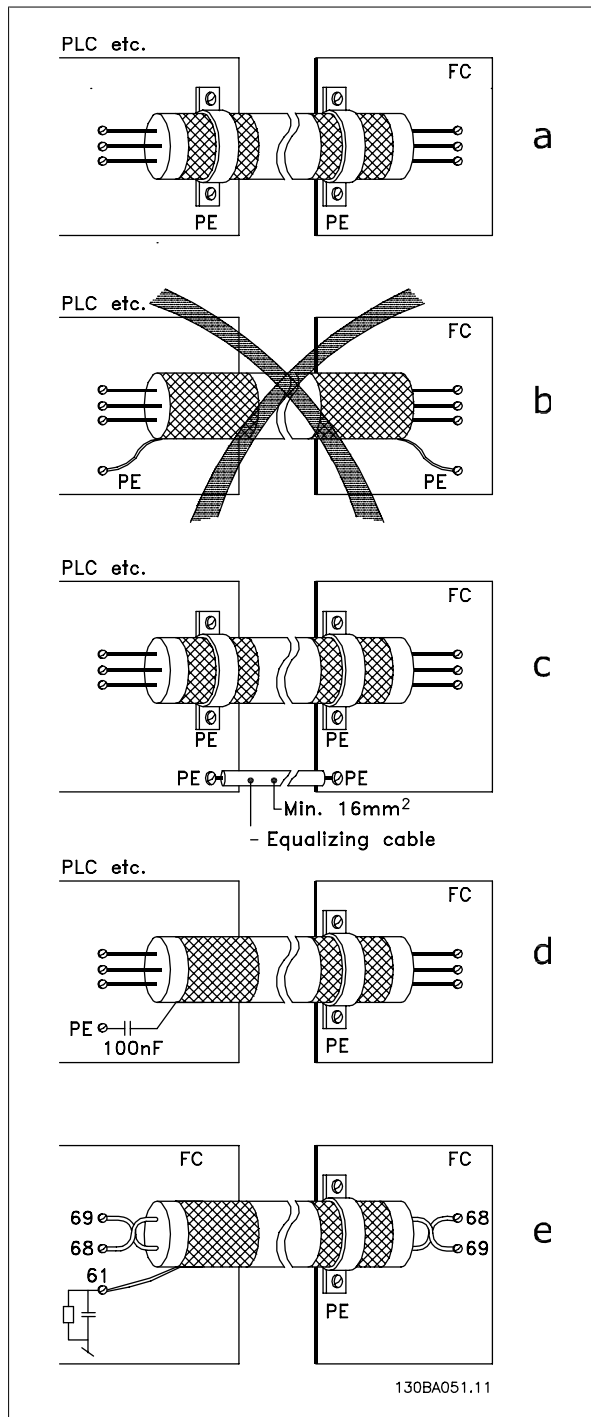 PLC etc.
FC
a
PE
PE
PLC etc.
FC
b
PE
PE
PLC etc.
FC
c
PE
PE
PE
PE
Min. 16mm²
- Equalizing cable
PLC etc.
FC
d
PE
100nF
PE
FC
FC
e
69
68
68
69
61
PE
130BA051.11